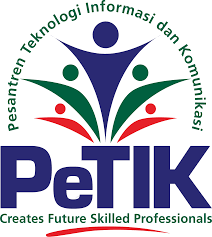 Pesantren Teknologi Informasi dan Komunikasi
PeTIK
Creates Future Skilled Professionals